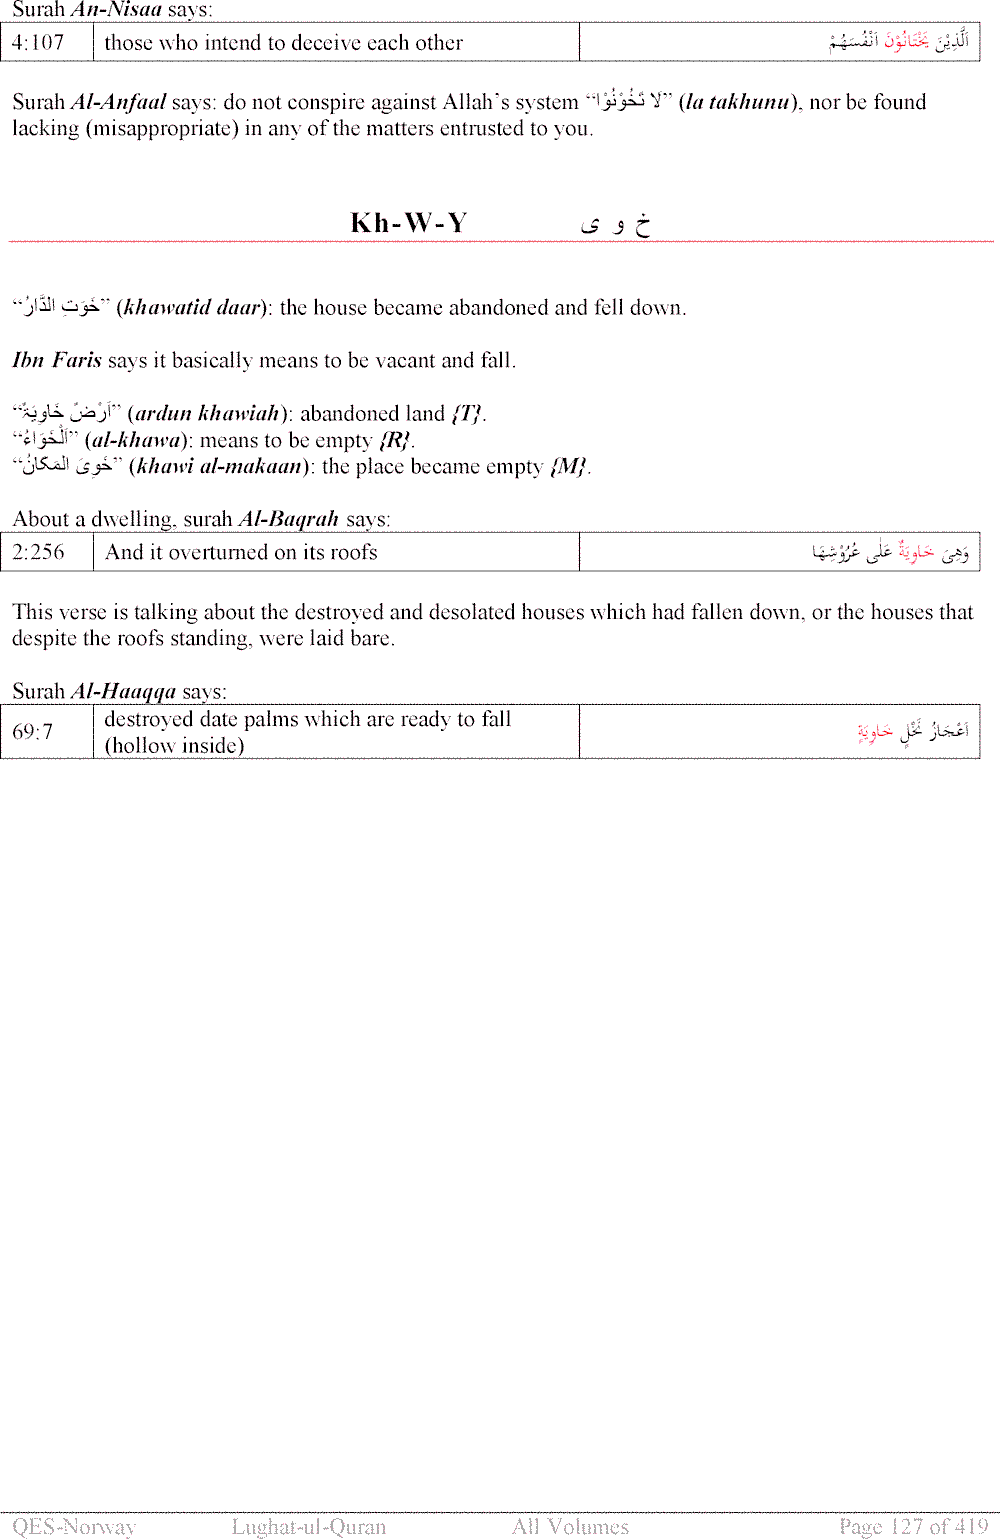 Surah An-Nisaa says:
4:107 those who intend to deceive each other اَلَّذِيْنَ يَخْتَانُوْنَ اَنْفُسَهُمْ
Surah Al-Anfaal says: do not conspire against Allah's system “لَا تَخُوْنُوْا” (la takhunu), nor be found
lacking (misappropriate) in any of the matters entrusted to you.
Kh-W-Y خ و ى
“خَوَتِ الدَّارُ” (khawatid daar): the house became abandoned and fell down.
Ibn Faris says it basically means to be vacant and fall.
“اَرْضٌ خَاوِيَةٌ” (ardun khawiah): abandoned land {T}.
“اَلْخَوَاءُ” (al-khawa): means to be empty {R}.
“خَوِىَ المَكَانُ” (khawi al-makaan): the place became empty {M}.
About a dwelling, surah Al-Baqrah says:
2:256 And it overturned on its roofs وَهِىَ خَاوِيَةٌ عَلٰى عُرُوْشِهَا
This verse is talking about the destroyed and desolated houses which had fallen down, or the houses that
despite the roofs standing, were laid bare.
Surah Al-Haaqqa says:
69:7 destroyed date palms which are ready to fall اَعْجَازُ نَخْلٍ خَاوِيَةٍ
(hollow inside)
QES-Norway Lughat-ul-Quran All Volumes Page 127 of 419